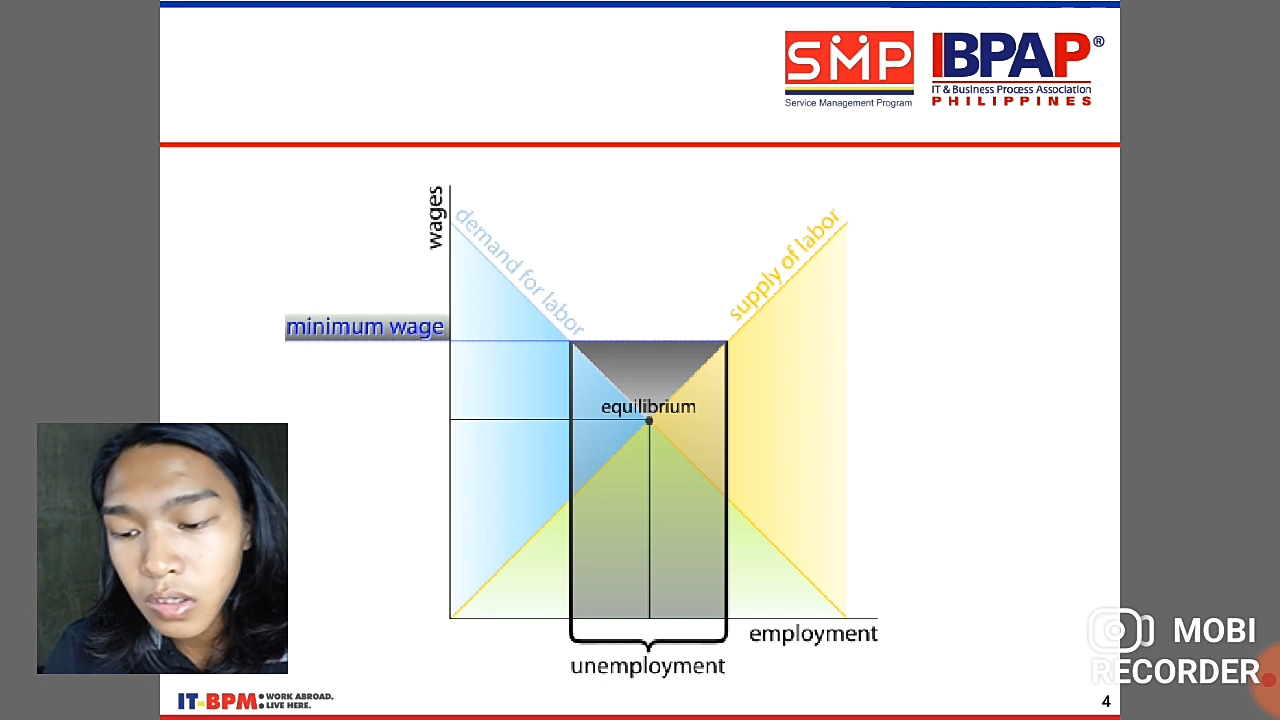 SMP
Service Management Program
IBPAP®
IT & Business Process Association
PHILIPPINES
wages
demand for labor
supply of labor
minimum wage
equilibrium
employment
unemployment
IT-BPM:
WORK ABROAD.
LIVE HERE.
4
MOBI
RECORDER